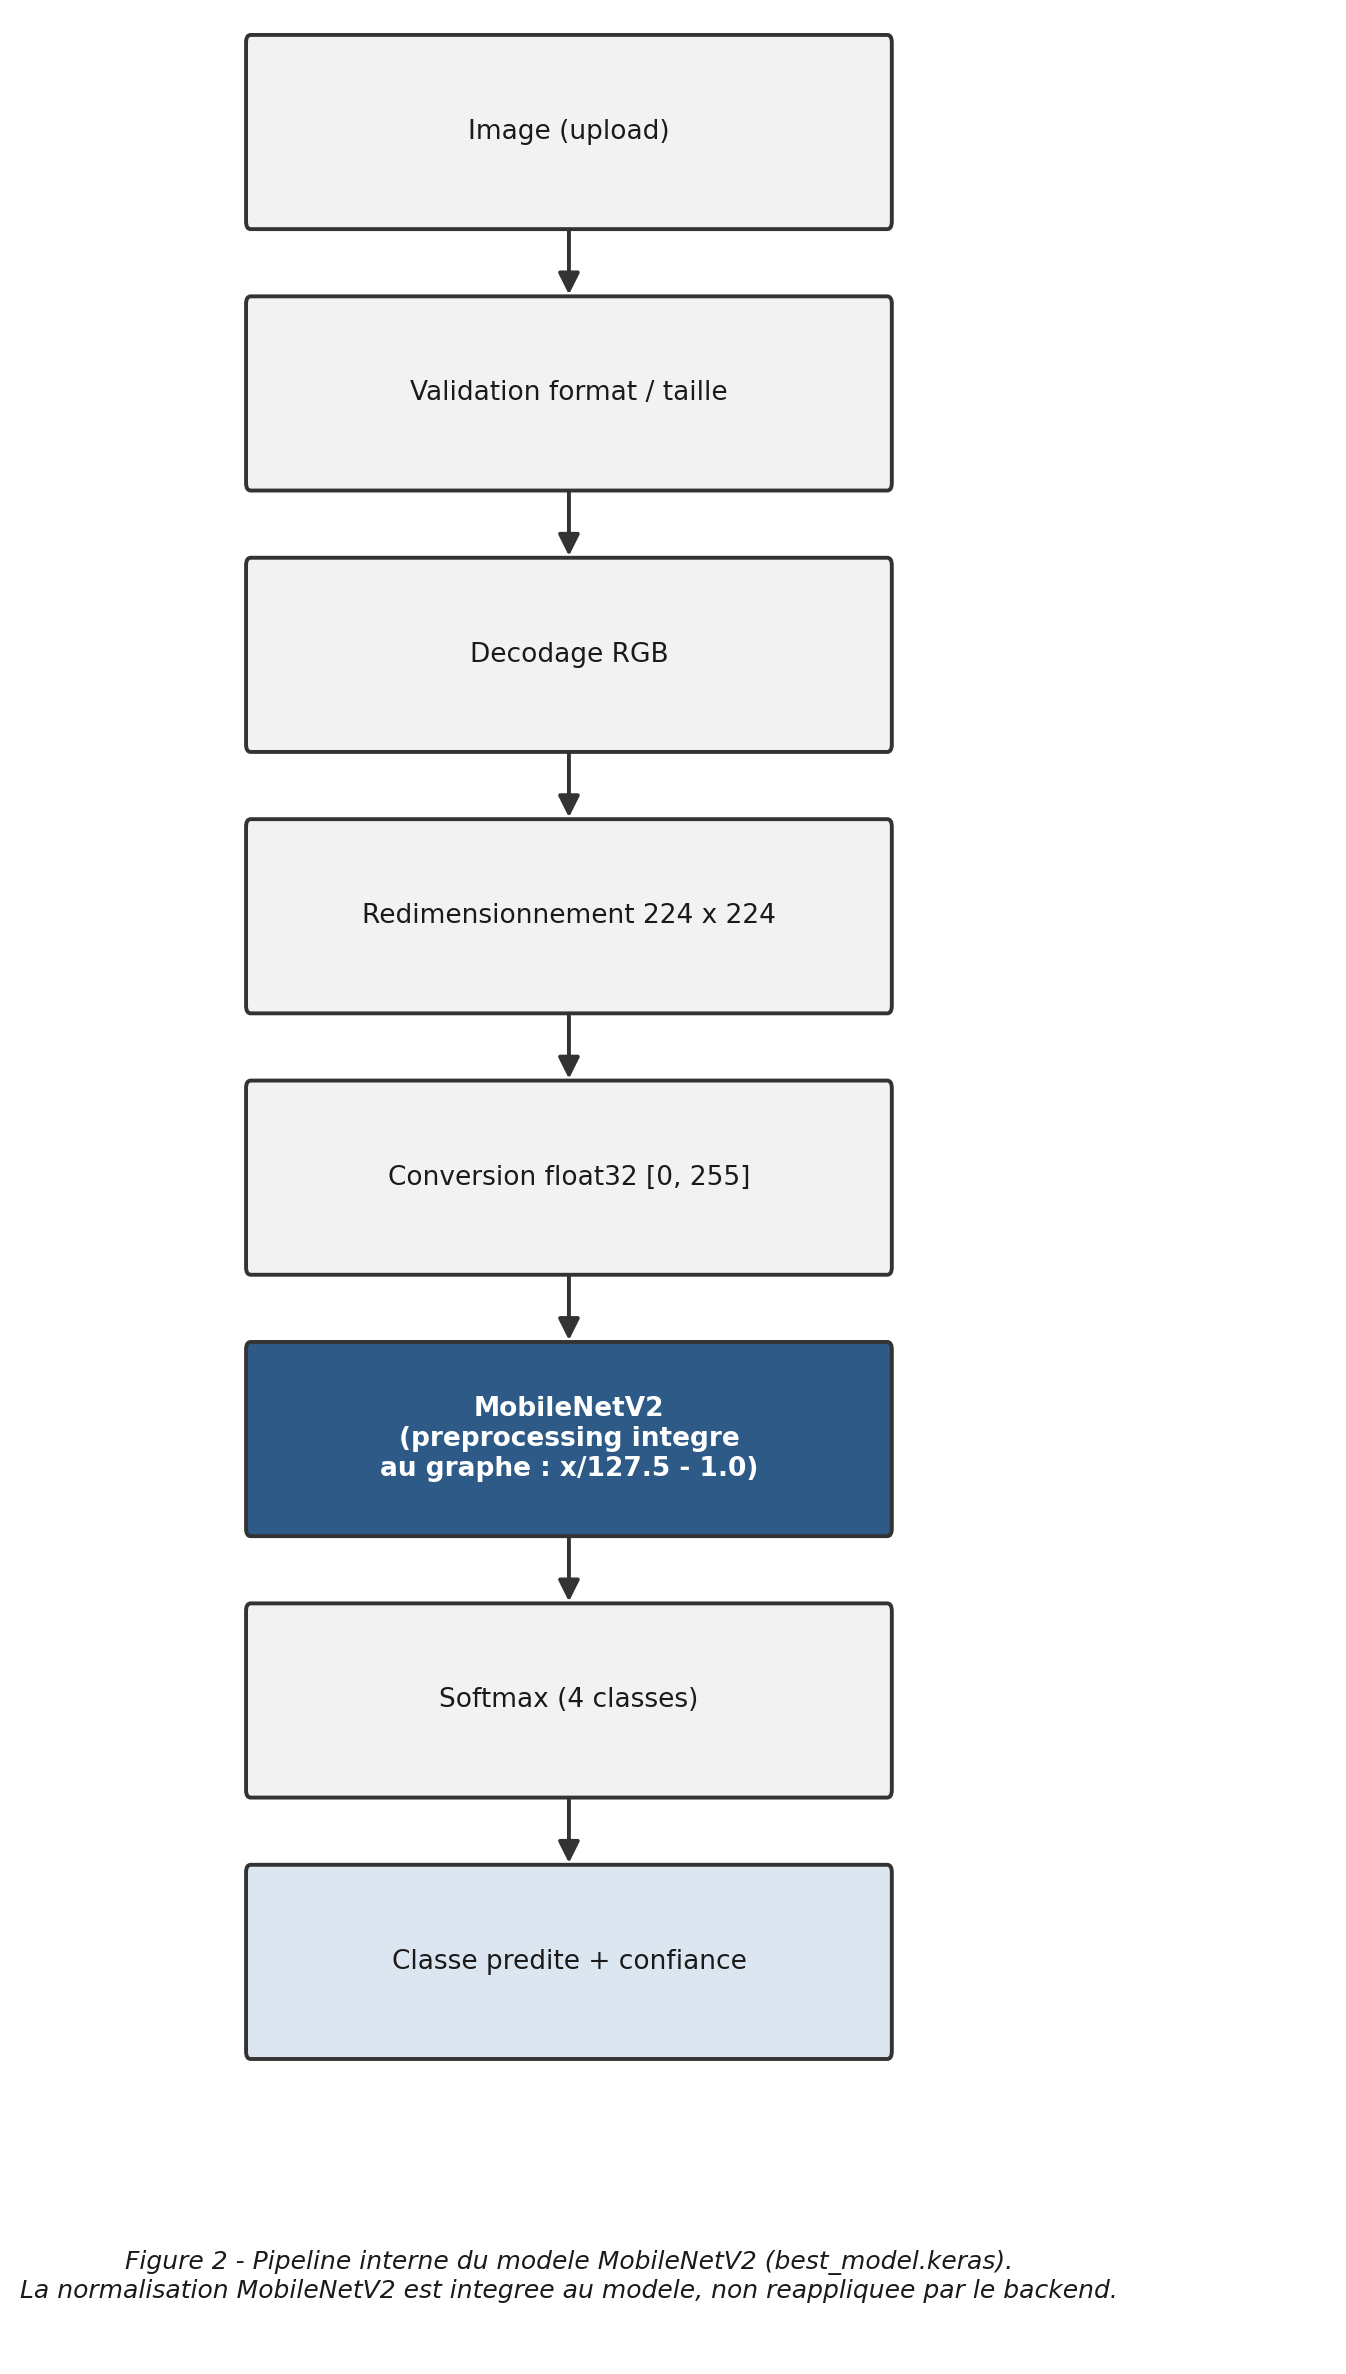 Image (upload)
Validation format / taille
Decodage RGB
Redimensionnement 224 x 224
Conversion float32 [0, 255]
MobileNetV2
(preprocessing integre
au graphe : x/127.5 - 1.0)
Softmax (4 classes)
Classe predite + confiance
Figure 2 - Pipeline interne du modele MobileNetV2 (best_model.keras).
La normalisation MobileNetV2 est integree au modele, non reappliquee par le backend.